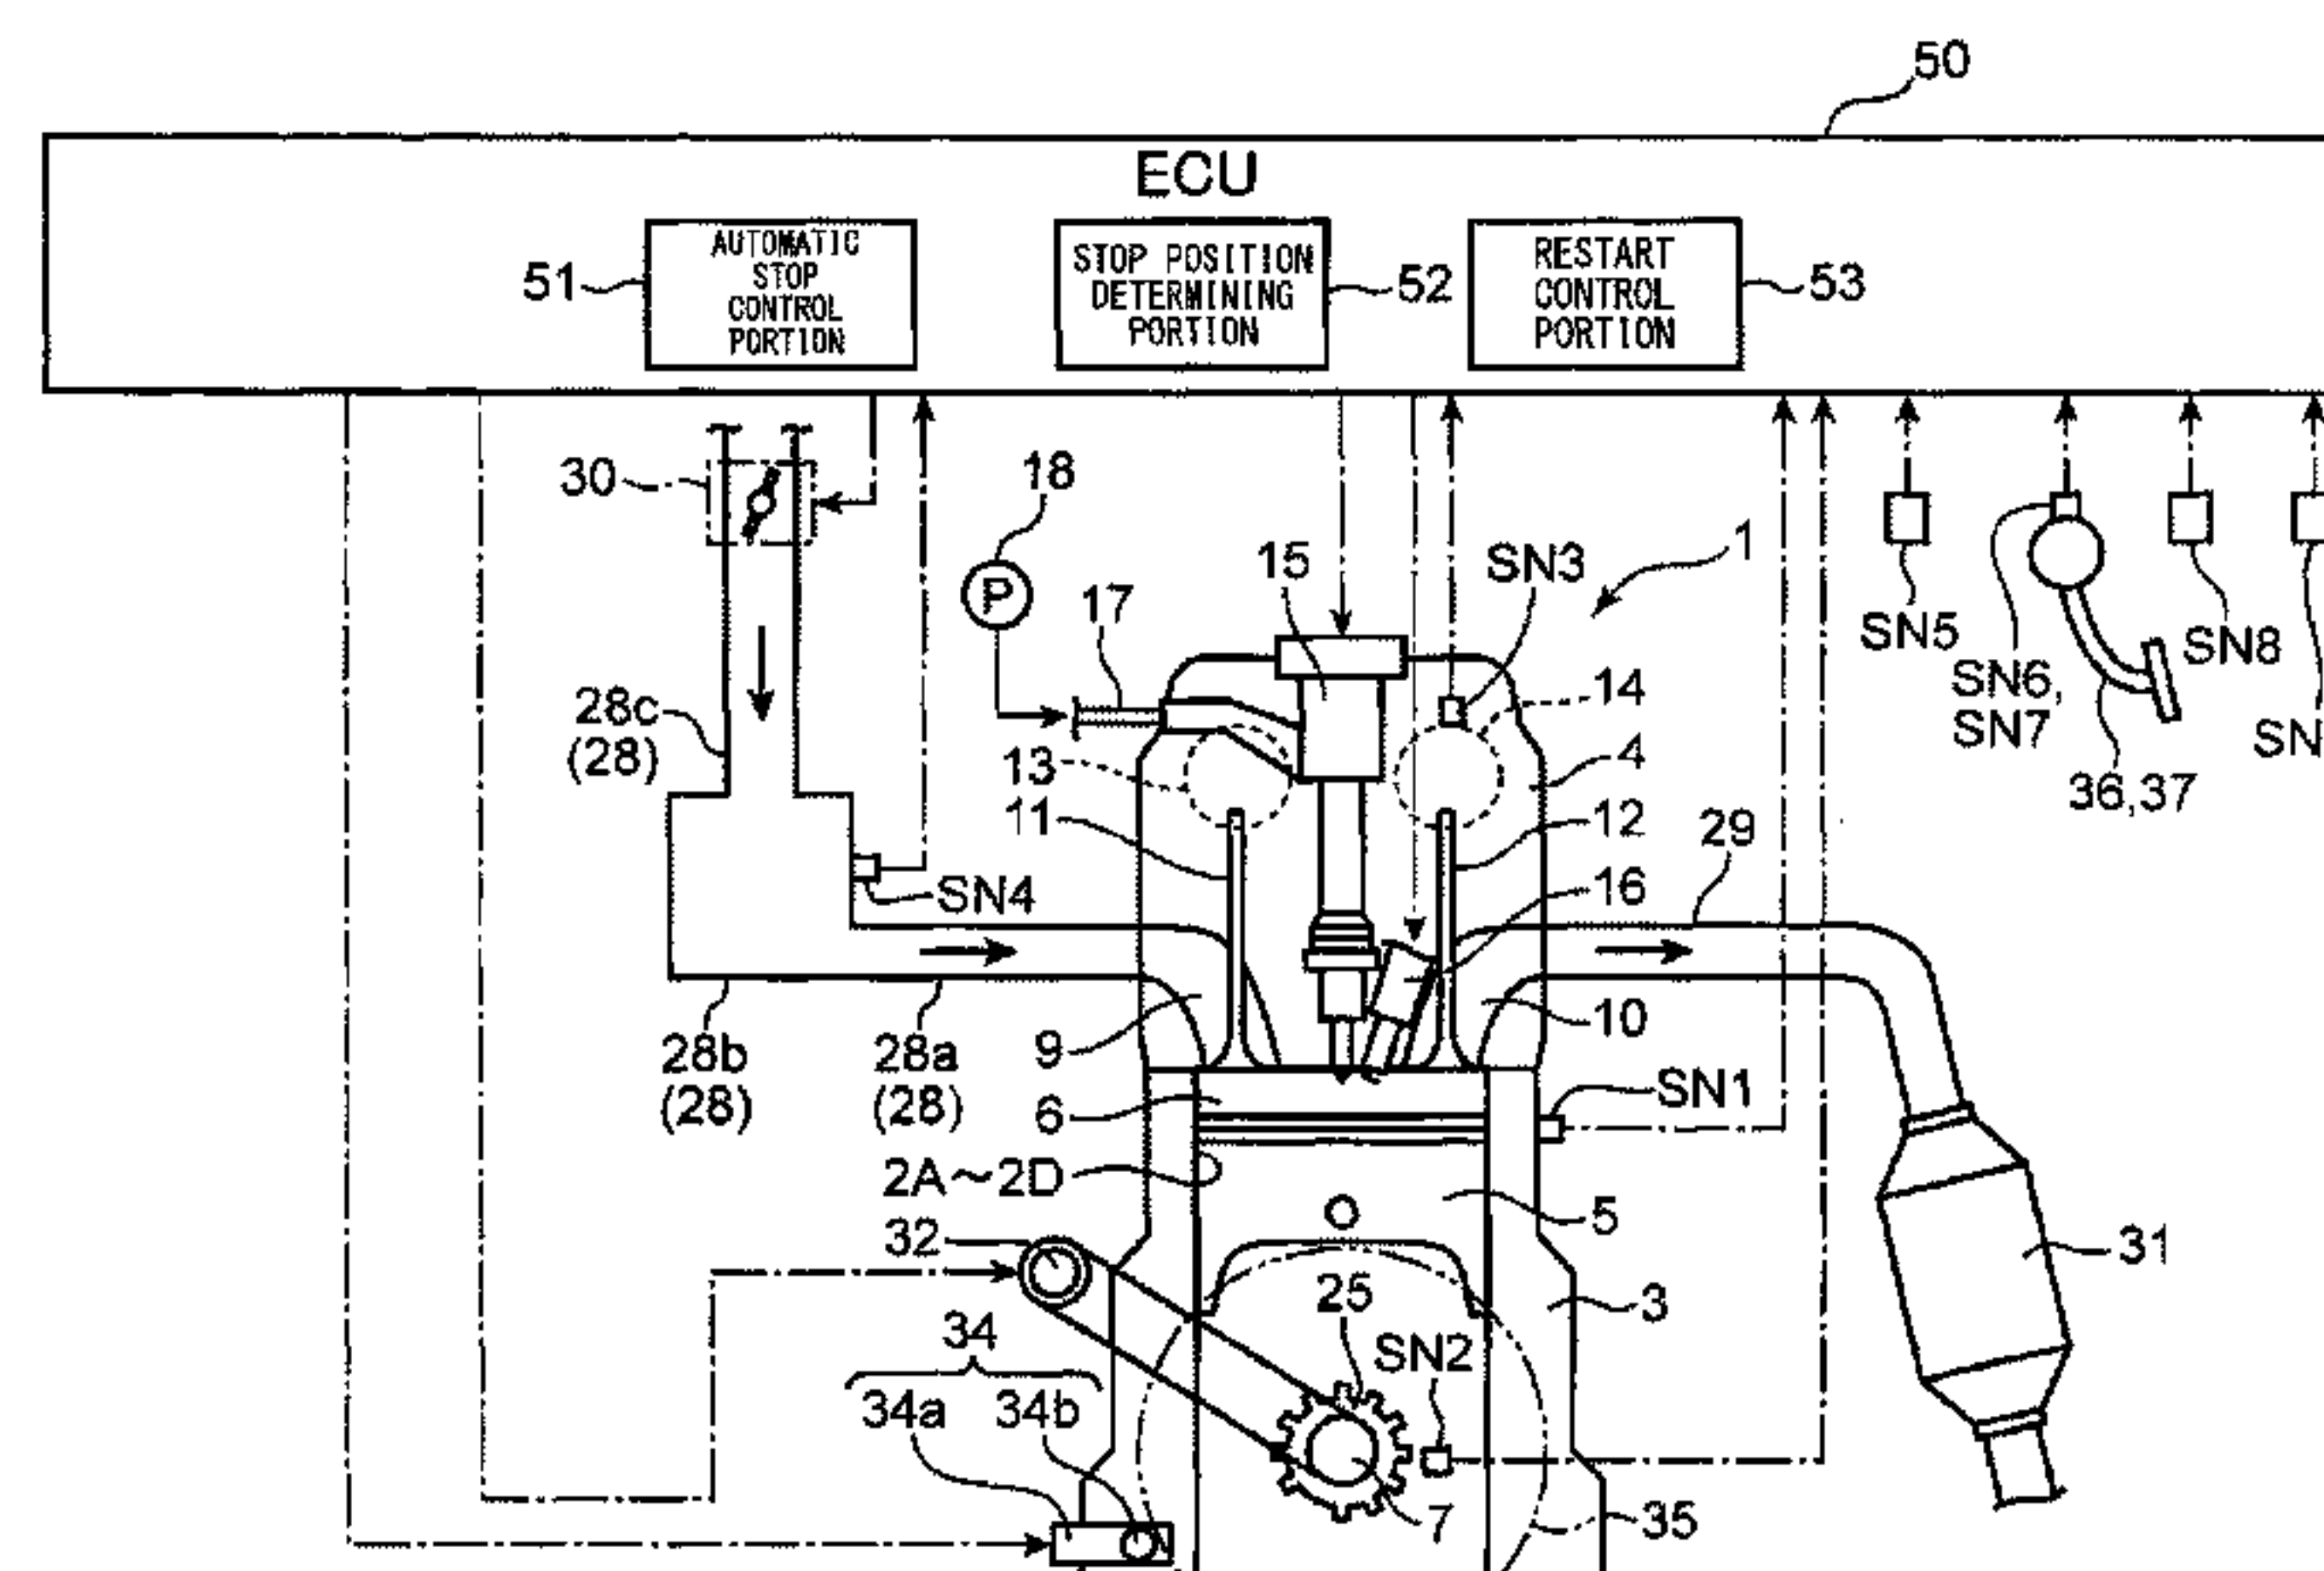 50
ECU
51
AUTOMATIC
STOP
CONTROL
PORTION
STOP POSITION
DETERMINING
PORTION
52
RESTART
CONTROL
PORTION
53
30
18
P
17
15
SN3
1
SN5
SN6,
SN7
SN8
SN
36,37
28c
(28)
13
14
4
11
12
29
SN4
16
28b
(28)
28a
(28)
9
10
6
SN1
2A~2D
5
32
31
25
3
34
34a
34b
SN2
7
35